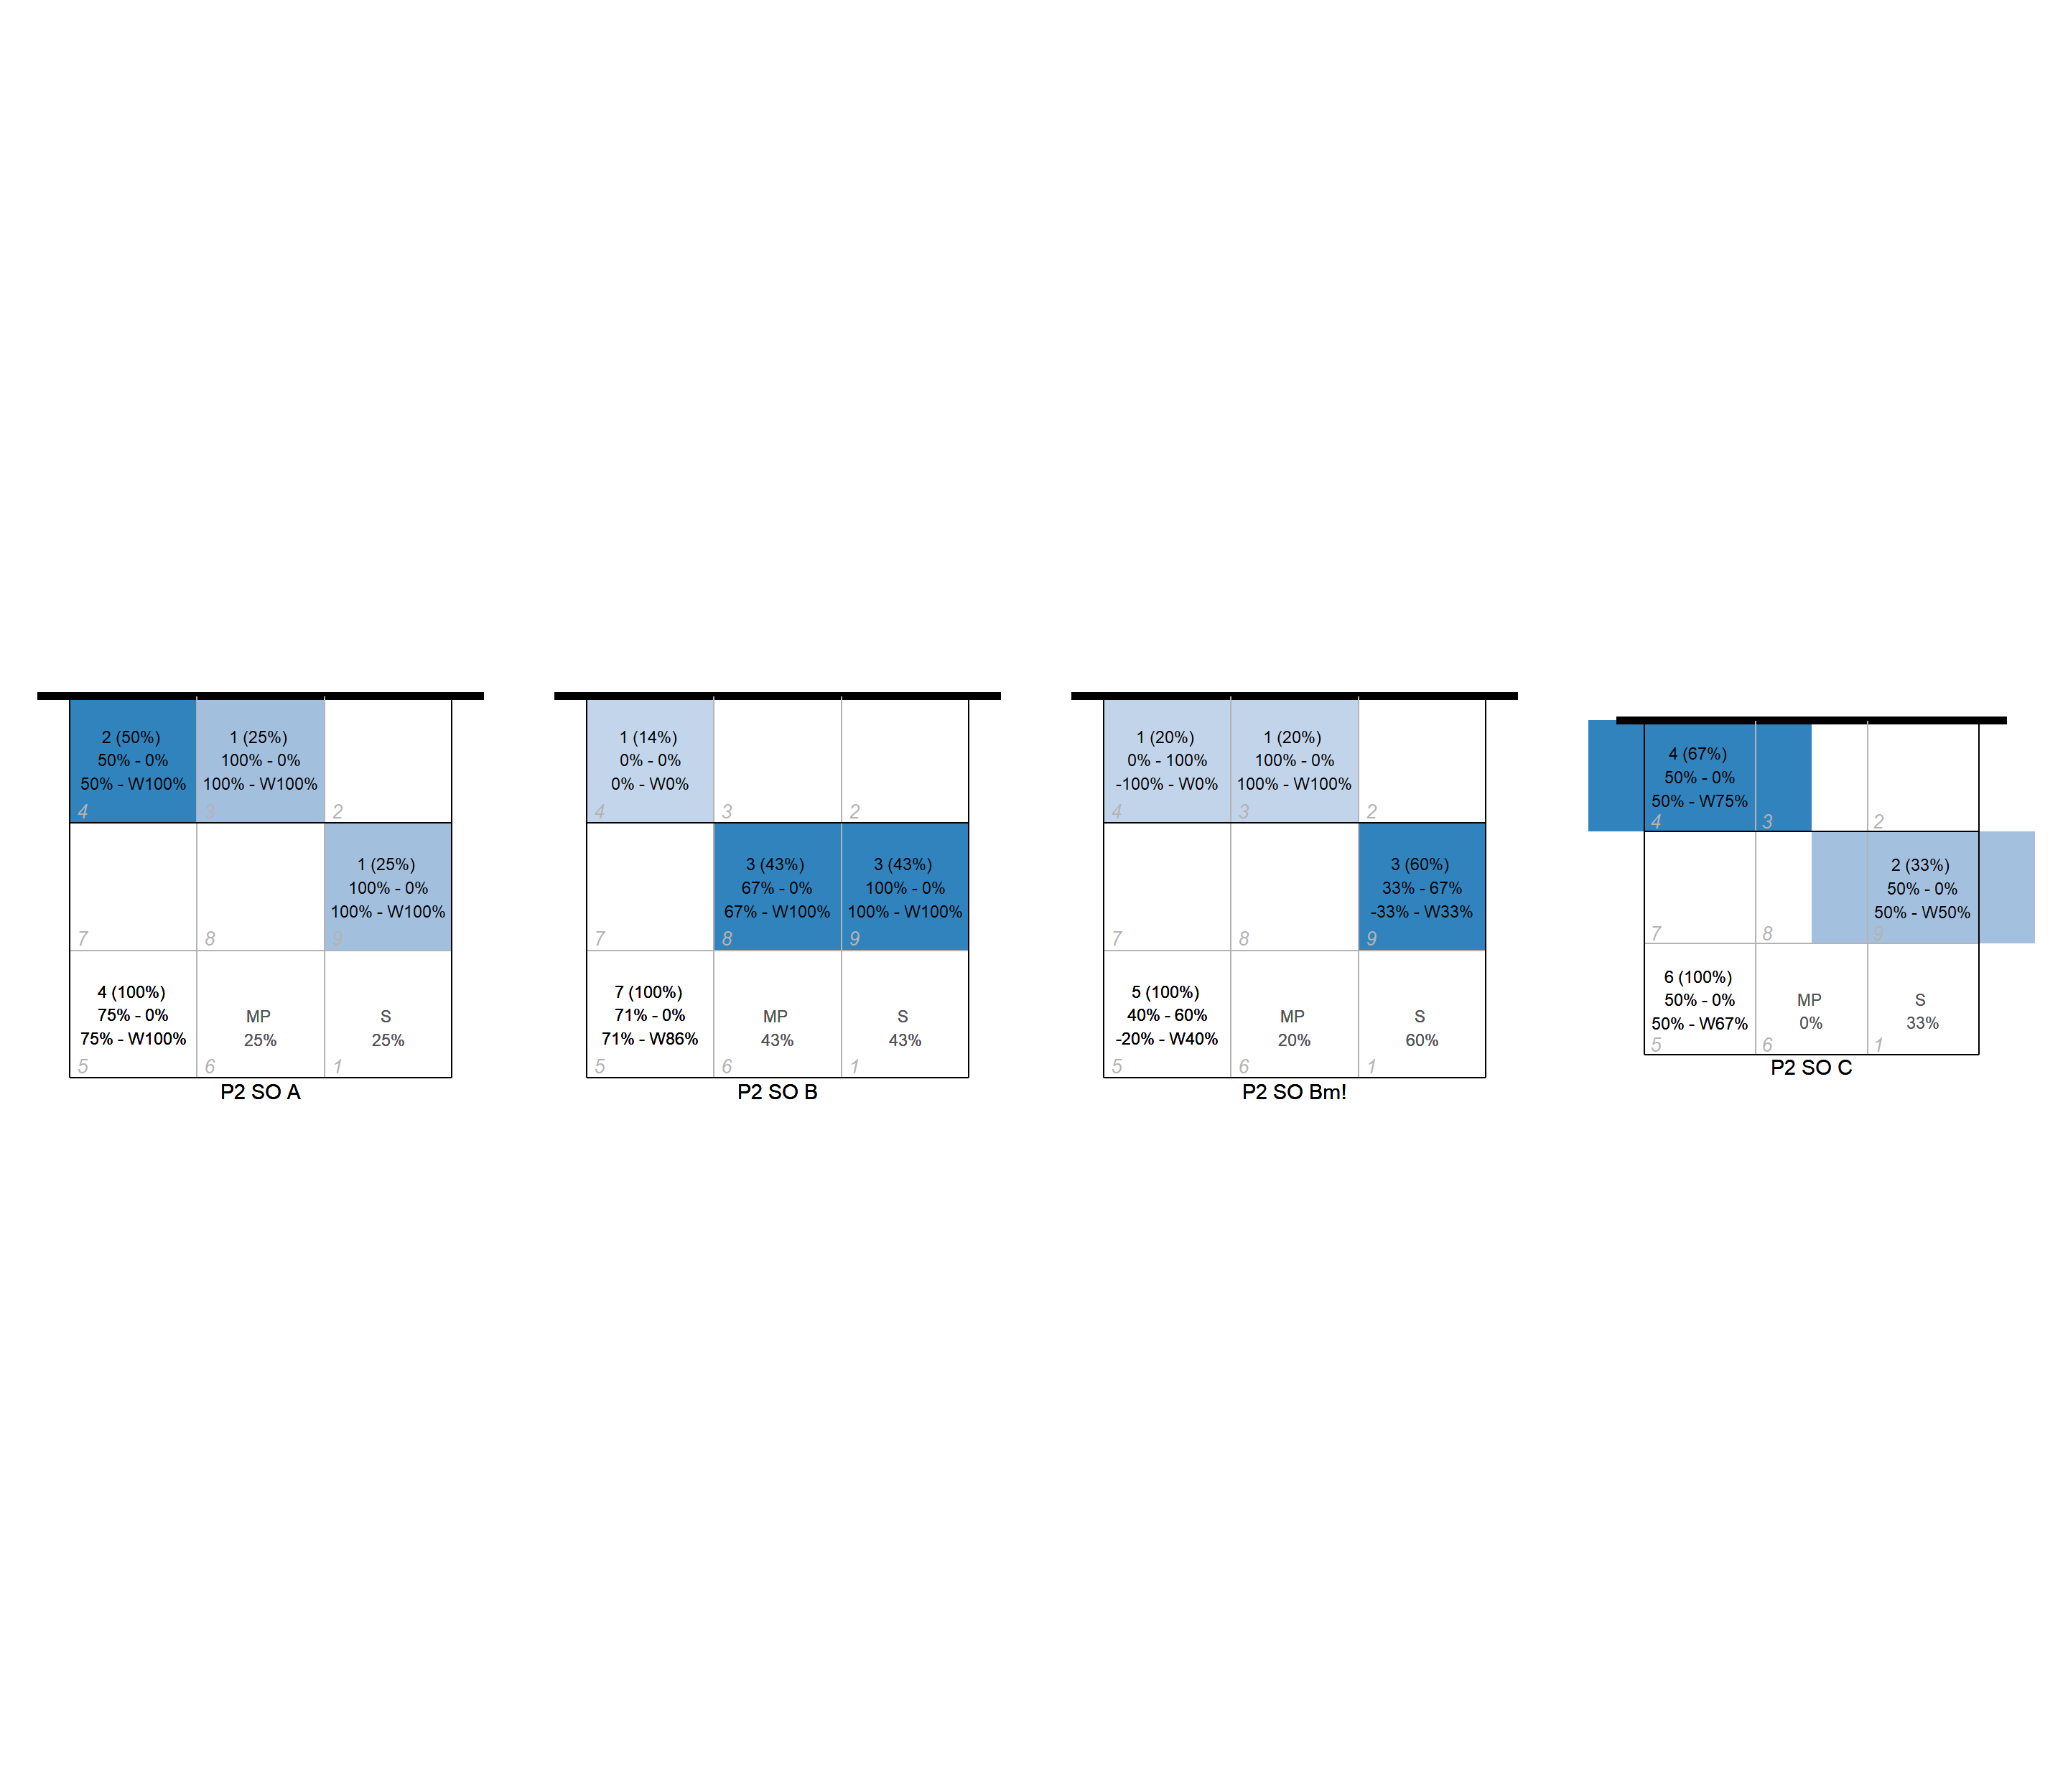 2 (50%)
50% - 0%
50% - W100%
4
1 (25%)
100% - 0%
100% - W100%
3
2
7
8
1 (25%)
100% - 0%
100% - W100%
9
4 (100%)
75% - 0%
75% - W100%
5
MP
25%
6
S
25%
1
P2 SO A
1 (14%)
0% - 0%
0% - W0%
4
3
2
7
3 (43%)
67% - 0%
67% - W100%
8
3 (43%)
100% - 0%
100% - W100%
9
7 (100%)
71% - 0%
71% - W86%
5
MP
43%
6
S
43%
1
P2 SO B
1 (20%)
0% - 100%
-100% - W0%
4
1 (20%)
100% - 0%
100% - W100%
3
2
7
8
3 (60%)
33% - 67%
-33% - W33%
9
5 (100%)
40% - 60%
-20% - W40%
5
MP
20%
6
S
60%
1
P2 SO Bm!
4 (67%)
50% - 0%
50% - W75%
4
3
2
7
8
2 (33%)
50% - 0%
50% - W50%
9
6 (100%)
50% - 0%
50% - W67%
5
MP
0%
6
S
33%
1
P2 SO C